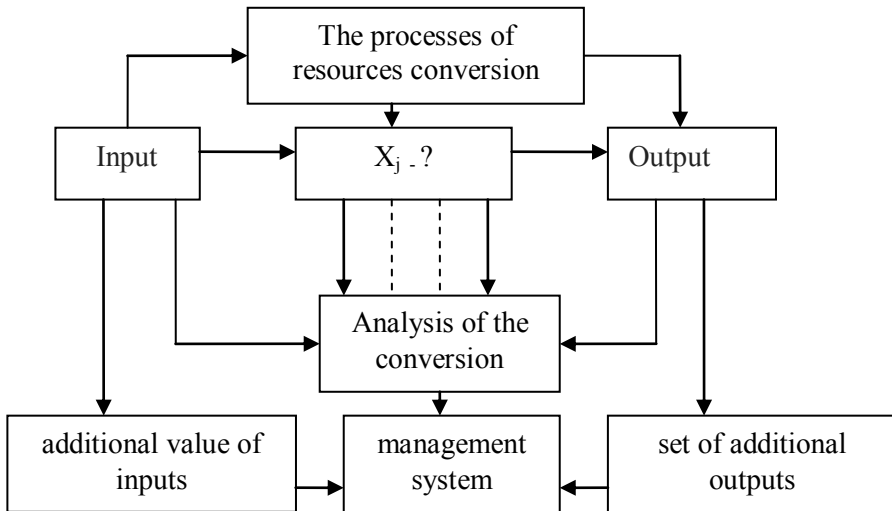 The processes of
resources conversion
Input
X_j - ?
Output
Analysis of the
conversion
additional value of
inputs
management
system
set of additional
outputs